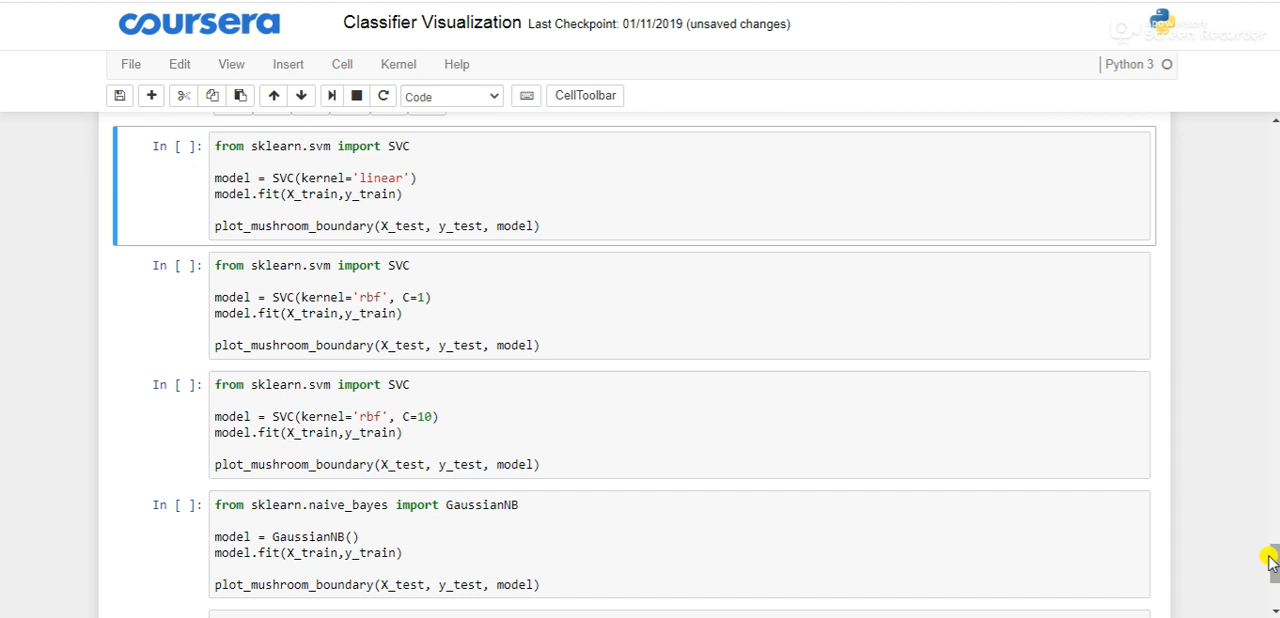 coursera
Classifier Visualization Last Checkpoint: 01/11/2019 (unsaved changes)
Screen Recorder
File Edit View Insert Cell Kernel Help
Python 3
Code CellToolbar
In [ ]: from sklearn.svm import SVC
model = SVC(kernel='linear')
model.fit(X_train,y_train)
plot_mushroom_boundary(X_test, y_test, model)
In [ ]: from sklearn.svm import SVC
model = SVC(kernel='rbf', C=1)
model.fit(X_train,y_train)
plot_mushroom_boundary(X_test, y_test, model)
In [ ]: from sklearn.svm import SVC
model = SVC(kernel='rbf', C=10)
model.fit(X_train,y_train)
plot_mushroom_boundary(X_test, y_test, model)
In [ ]: from sklearn.naive_bayes import GaussianNB
model = GaussianNB()
model.fit(X_train,y_train)
plot_mushroom_boundary(X_test, y_test, model)